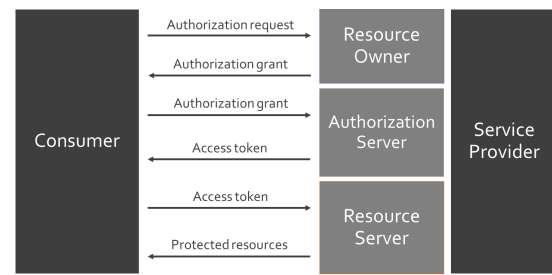 Authorization request
Resource
Owner
Authorization grant
Authorization grant
Consumer
Authorization
Server
Service
Provider
Access token
Access token
Resource
Server
Protected resources